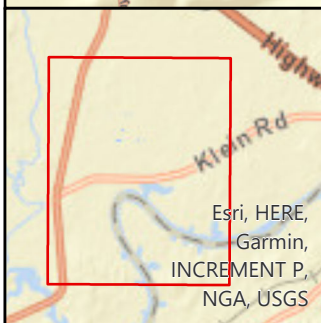 Highw
Klein Rd
Esri, HERE,
Garmin,
INCREMENT P,
NGA, USGS